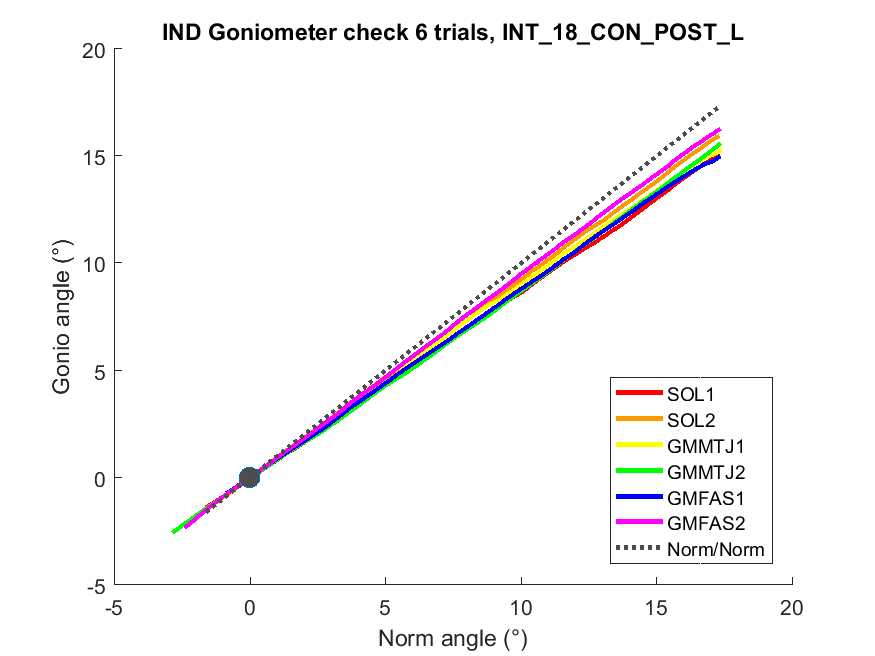 IND Goniometer check 6 trials, INT_18_CON_POST_L
20
15
10
5
0
-5
Gonio angle (°)
-5
0
5
10
15
20
Norm angle (°)
SOL1
SOL2
GMMTJ1
GMMTJ2
GMFAS1
GMFAS2
Norm/Norm